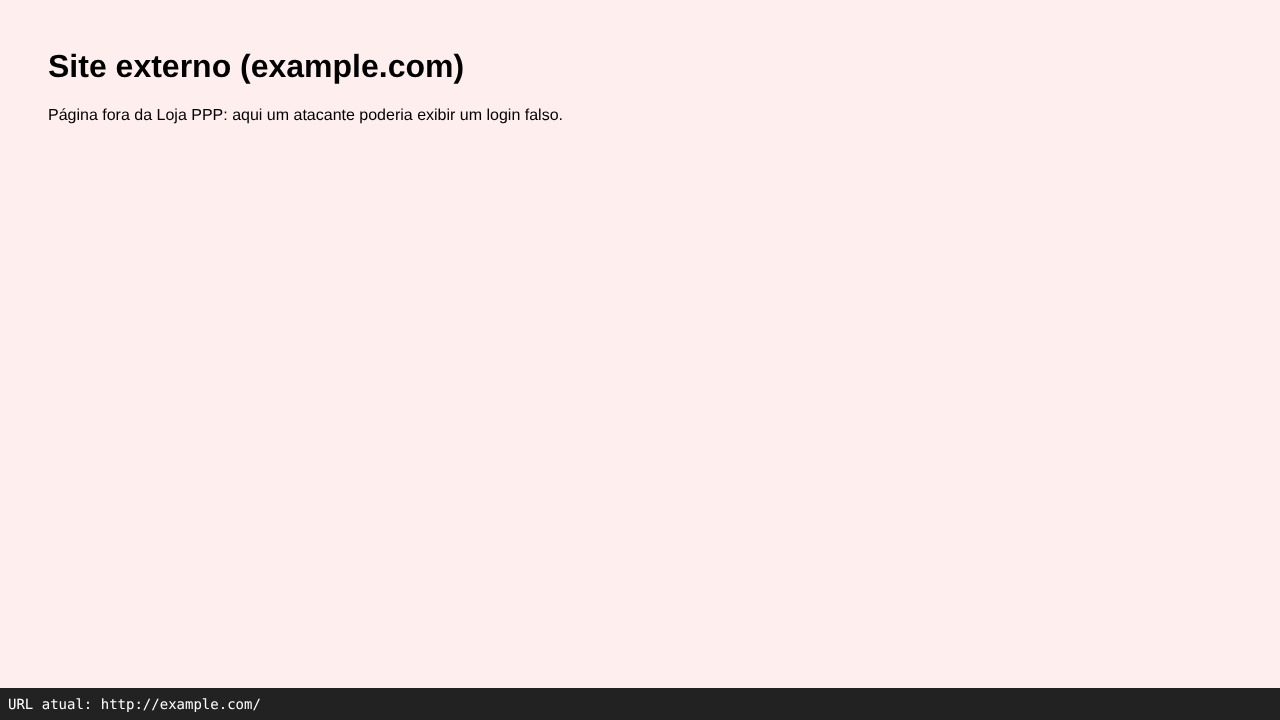 Site externo (example.com)
Página fora da Loja PPP: aqui um atacante poderia exibir um login falso.
URL atual: http://example.com/